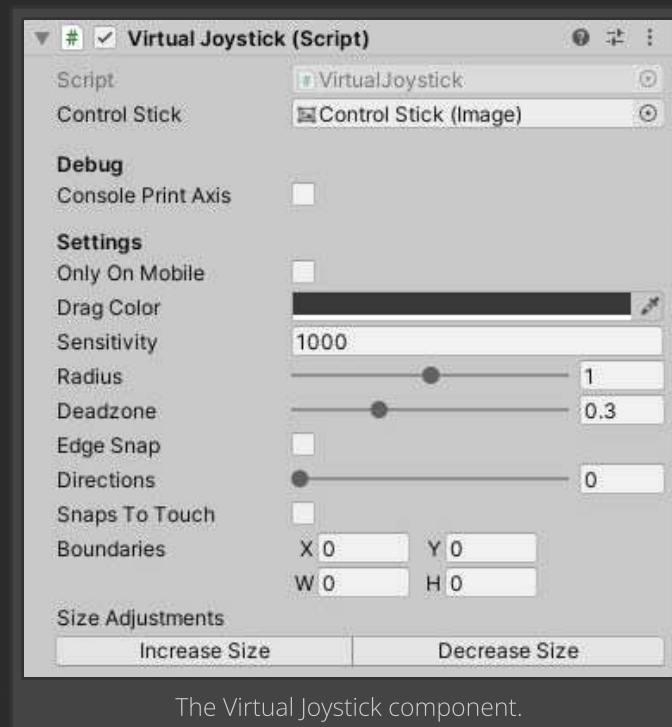 Virtual Joystick (Script)
Script # VirtualJoystick
Control Stick Control Stick (Image)
Debug
Console Print Axis
Settings
Only On Mobile
Drag Color
Sensitivity 1000
Radius 1
Deadzone 0.3
Edge Snap
Directions 0
Snaps To Touch
Boundaries X 0 Y 0
W 0 H 0
Size Adjustments
Increase Size Decrease Size
The Virtual Joystick component.